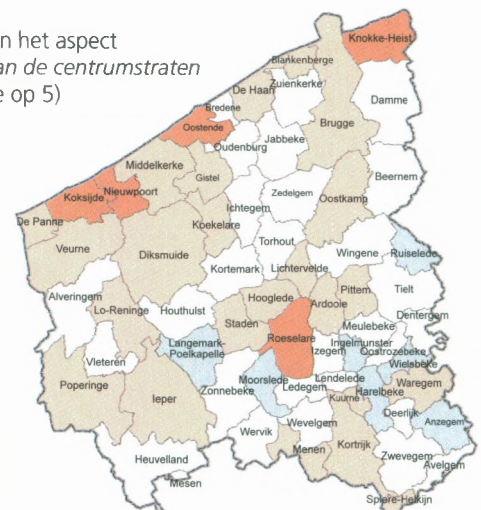 n het aspect
an de centrumstraten
e op 5)
Knokke-Heist
Blankenberge
Zuienkerke
De Haan
Damme
Bredene
Oostende
Brugge
Oudenburg
Jabbeke
Middelkerke
Gistel
Beernem
Koksijde
Nieuwpoort
Zedelgem
Oostkamp
Ichtegem
De Panne
Koekelare
Veurne
Diksmuide
Torhout
Wingene
Ruiselede
Kortemark
Lichtervelde
Alveringem
Pittem
Tielt
Lo-Reninge
Houthulst
Hooglede
Ardooie
Dentergem
Staden
Meulebeke
Langemark-
Poelkapelle
Roeselare
Izegem
Ingelmunster
Oostrozebeke
Vleteren
Wielsbeke
Poperinge
Ieper
Zonnebeke
Moorslede
Ledegem
Lendelede
Harelbeke
Waregem
Kuurne
Deerlijk
Wervik
Wevelgem
Anzegem
Menen
Kortrijk
Heuvelland
Zwevegem
Avelgem
Mesen
Spiere-Helkijn